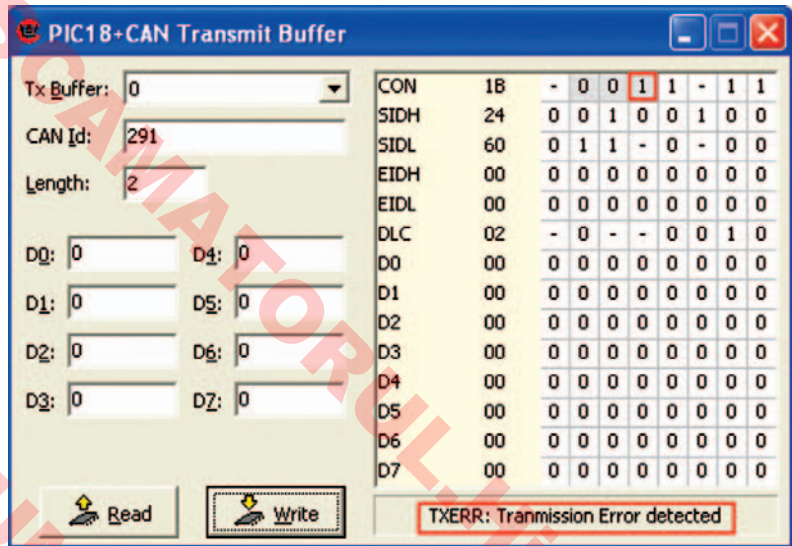 PIC18+CAN Transmit Buffer
Tx Buffer: 0
CAN Id: 291
Length: 2
D0: 0 D4: 0
D1: 0 D5: 0
D2: 0 D6: 0
D3: 0 D7: 0
Read Write
CON 1B - 0 0 1 1 - 1 1
SIDH 24 0 0 1 0 0 1 0 0
SIDL 60 0 1 1 - 0 - 0 0
EIDH 00 0 0 0 0 0 0 0 0
EIDL 00 0 0 0 0 0 0 0 0
DLC 02 - 0 - - 0 0 1 0
D0 00 0 0 0 0 0 0 0 0
D1 00 0 0 0 0 0 0 0 0
D2 00 0 0 0 0 0 0 0 0
D3 00 0 0 0 0 0 0 0 0
D4 00 0 0 0 0 0 0 0 0
D5 00 0 0 0 0 0 0 0 0
D6 00 0 0 0 0 0 0 0 0
D7 00 0 0 0 0 0 0 0 0
TXERR: Tranmission Error detected